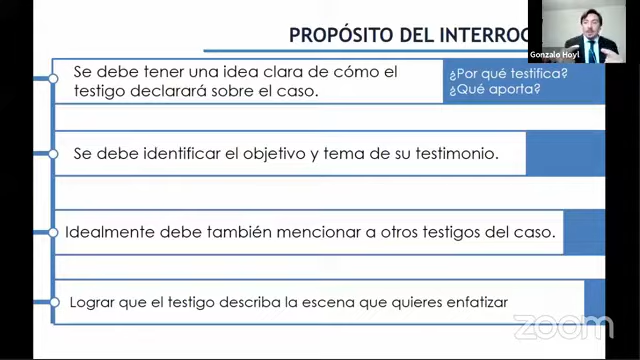 PROPÓSITO DEL INTERROG
Gonzalo Hoyl
Se debe tener una idea clara de cómo el
testigo declarará sobre el caso.
¿Por qué testifica?
¿Qué aporta?
Se debe identificar el objetivo y tema de su testimonio.
Idealmente debe también mencionar a otros testigos del caso.
Lograr que el testigo describa la escena que quieres enfatizar
zoom